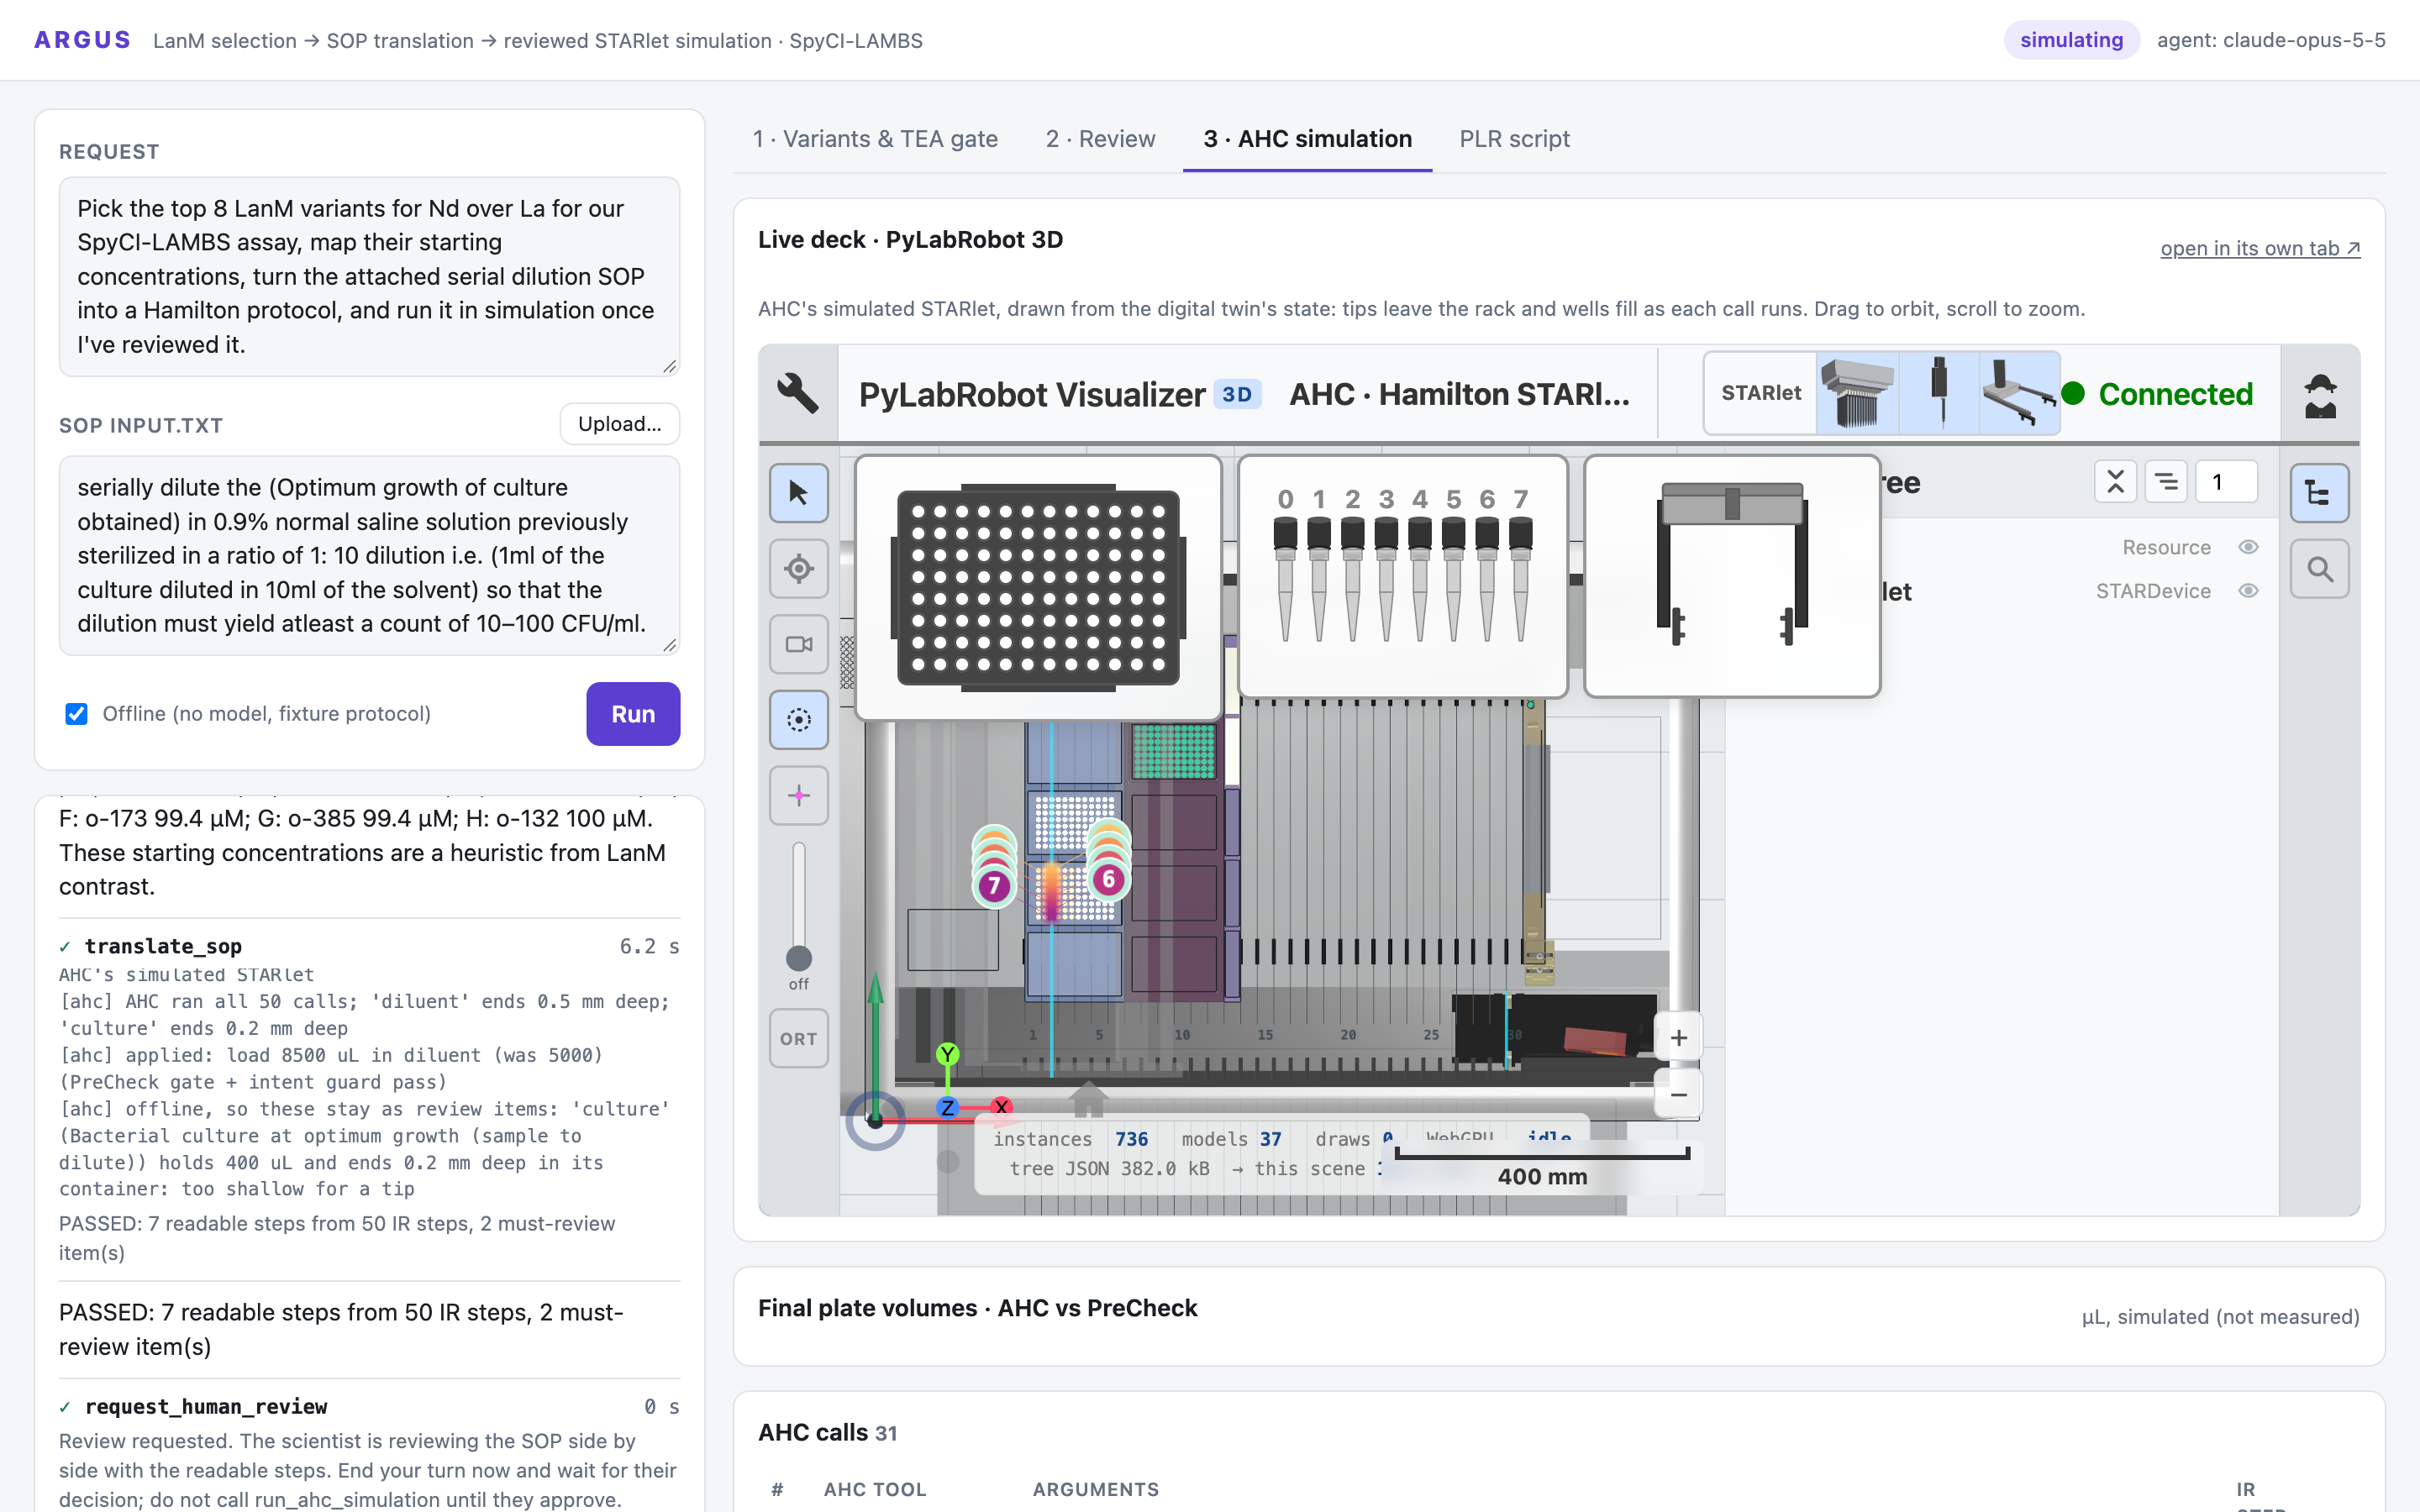 ARGUS LanM selection → SOP translation → reviewed STARlet simulation · SpyCI-LAMBS
simulating agent: claude-opus-5-5
REQUEST
Pick the top 8 LanM variants for Nd over La for our
SpyCI-LAMBS assay, map their starting
concentrations, turn the attached serial dilution SOP
into a Hamilton protocol, and run it in simulation once
I've reviewed it.
SOP INPUT.TXT
Upload...
serially dilute the (Optimum growth of culture
obtained) in 0.9% normal saline solution previously
sterilized in a ratio of 1: 10 dilution i.e. (1ml of the
culture diluted in 10ml of the solvent) so that the
dilution must yield atleast a count of 10–100 CFU/ml.
Offline (no model, fixture protocol)
Run
F: o-173 99.4 µM; G: o-385 99.4 µM; H: o-132 100 µM.
These starting concentrations are a heuristic from LanM
contrast.
✓ translate_sop 6.2 s
AHC's simulated STARlet
[ahc] AHC ran all 50 calls; 'diluent' ends 0.5 mm deep;
'culture' ends 0.2 mm deep
[ahc] applied: load 8500 uL in diluent (was 5000)
(PreCheck gate + intent guard pass)
[ahc] offline, so these stay as review items: 'culture'
(Bacterial culture at optimum growth (sample to
dilute)) holds 400 uL and ends 0.2 mm deep in its
container: too shallow for a tip
PASSED: 7 readable steps from 50 IR steps, 2 must-review
item(s)
PASSED: 7 readable steps from 50 IR steps, 2 must-
review item(s)
✓ request_human_review 0 s
Review requested. The scientist is reviewing the SOP side by
side with the readable steps. End your turn now and wait for their
decision; do not call run_ahc_simulation until they approve.
1 · Variants & TEA gate
2 · Review
3 · AHC simulation
PLR script
Live deck · PyLabRobot 3D
open in its own tab ↗
AHC's simulated STARlet, drawn from the digital twin's state: tips leave the rack and wells fill as each call runs. Drag to orbit, scroll to zoom.
PyLabRobot Visualizer 3D AHC · Hamilton STARl...
STARlet
Connected
0 1 2 3 4 5 6 7
ree
1
Resource
let
STARDevice
7
6
off
ORT
1 5 10 15 20 25 30
Y
Z X
+
−
instances 736 models 37 draws 0 WebGPU idle
tree JSON 382.0 kB → this scene
400 mm
Final plate volumes · AHC vs PreCheck
µL, simulated (not measured)
AHC calls 31
# AHC TOOL ARGUMENTS IR